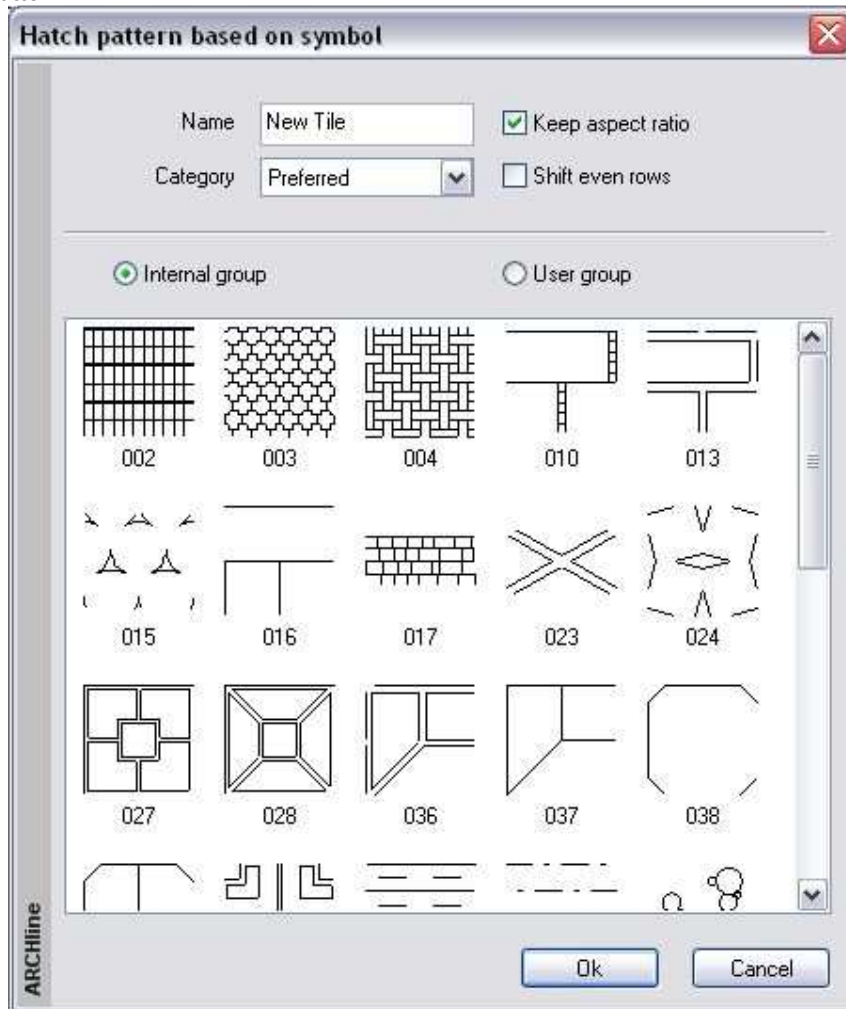 Hatch pattern based on symbol
Name New Tile Keep aspect ratio
Category Preferred Shift even rows
Internal group User group
002 003 004 010 013
015 016 017 023 024
027 028 036 037 038
Ok Cancel
ARCHline